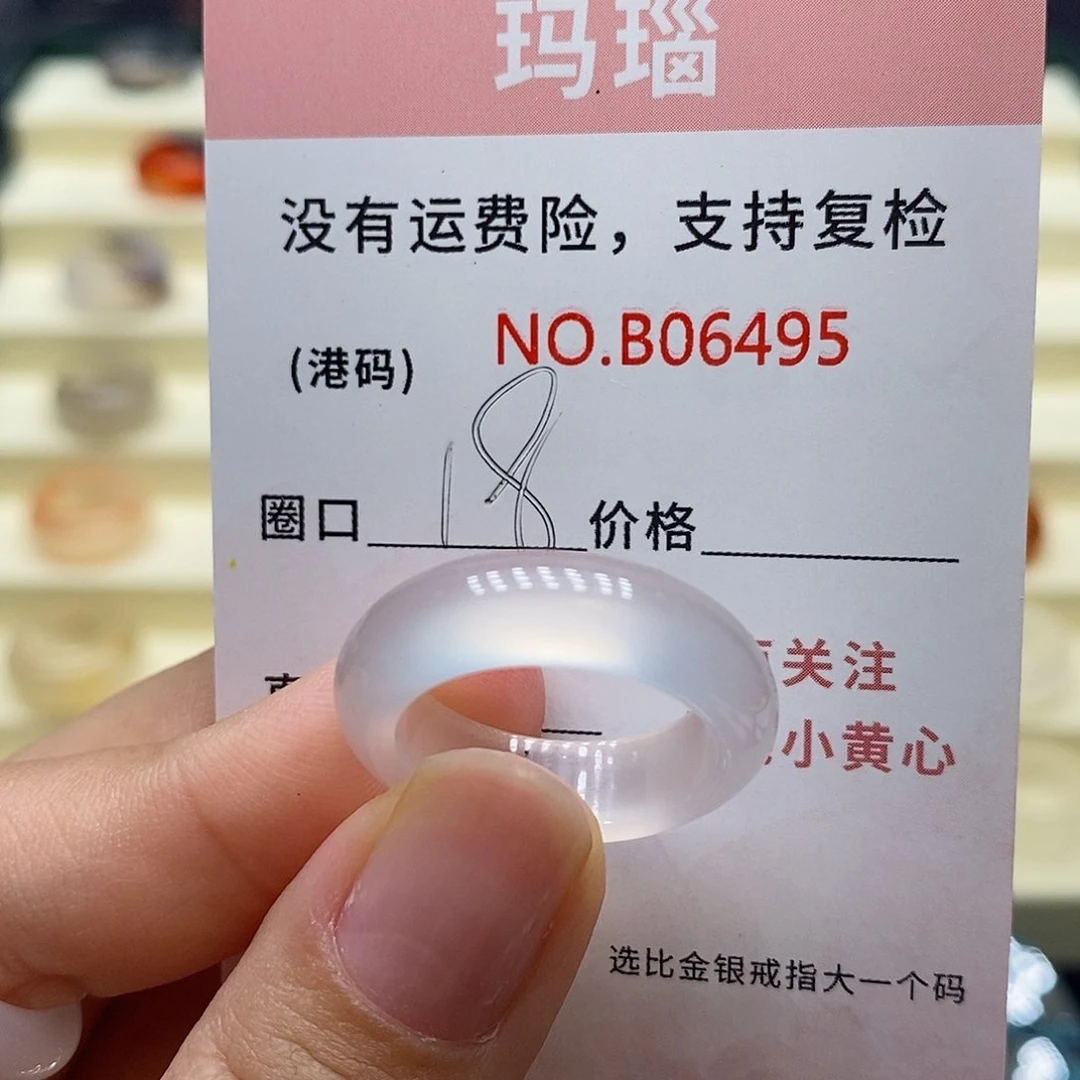 玛瑙
没有运费险，支持复检
NO.B06495
(港码)
圈口 18 价格
关注
小黄心
选比金银戒指大一个码